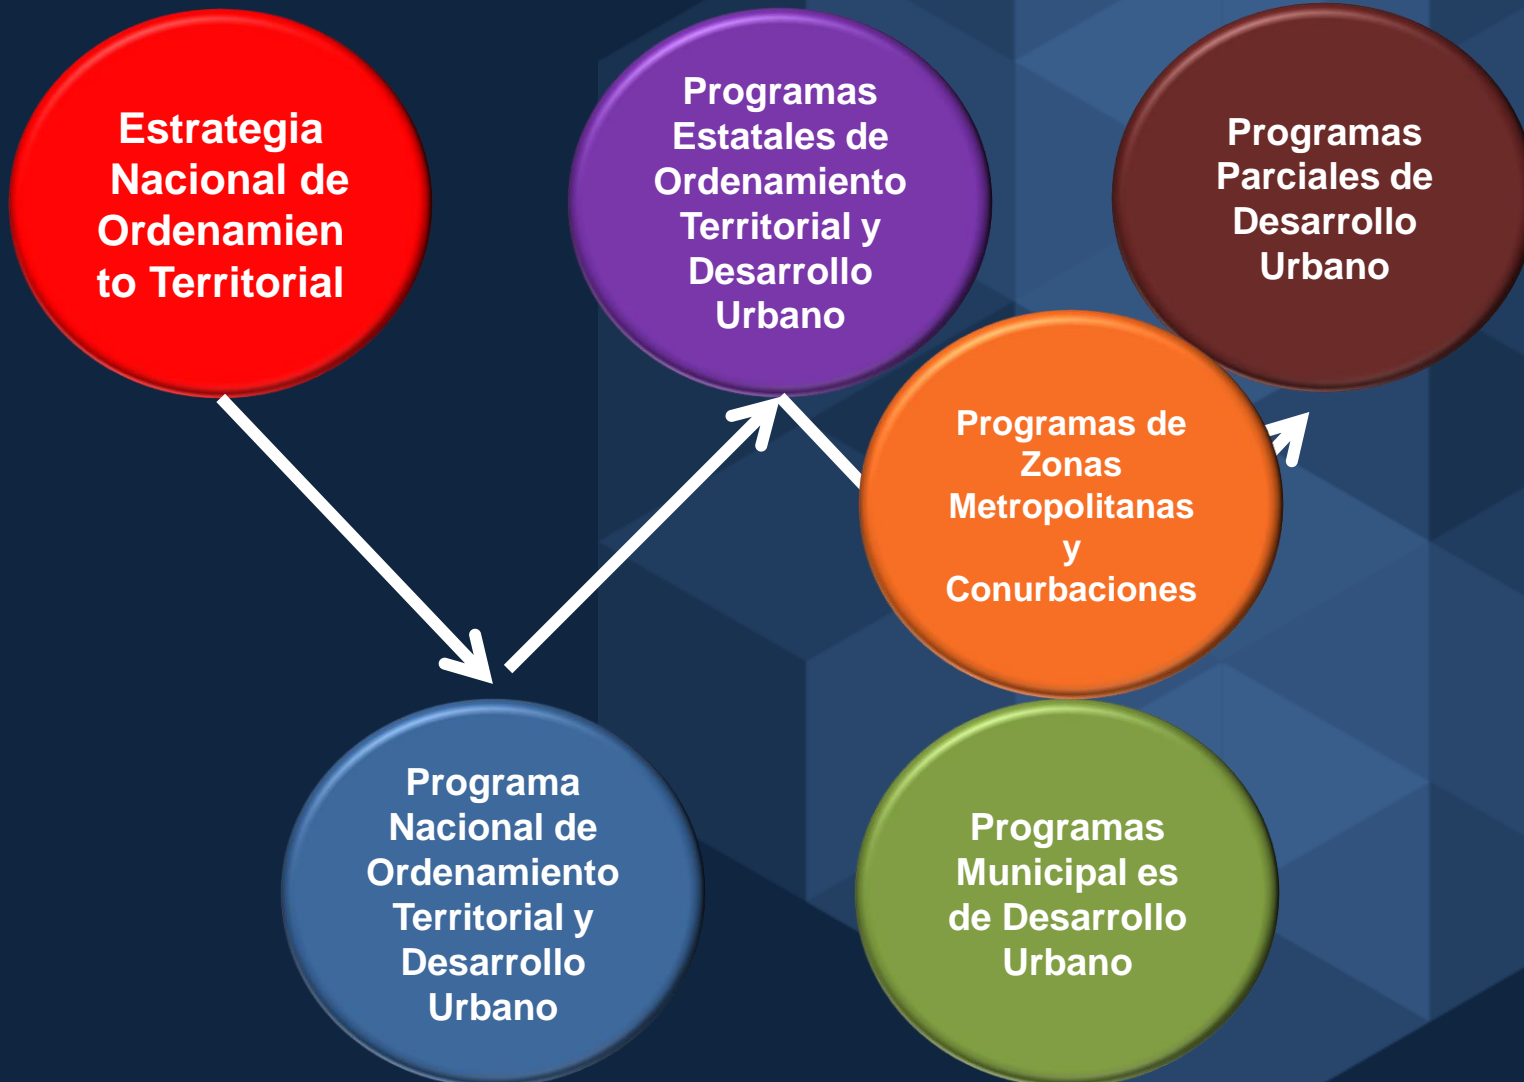 Estrategia
Nacional de
Ordenamien
to Territorial
Programas
Estatales de
Ordenamiento
Territorial y
Desarrollo
Urbano
Programas
Parciales de
Desarrollo
Urbano
Programas de
Zonas
Metropolitanas
y
Conurbaciones
Programa
Nacional de
Ordenamiento
Territorial y
Desarrollo
Urbano
Programas
Municipal es
de Desarrollo
Urbano